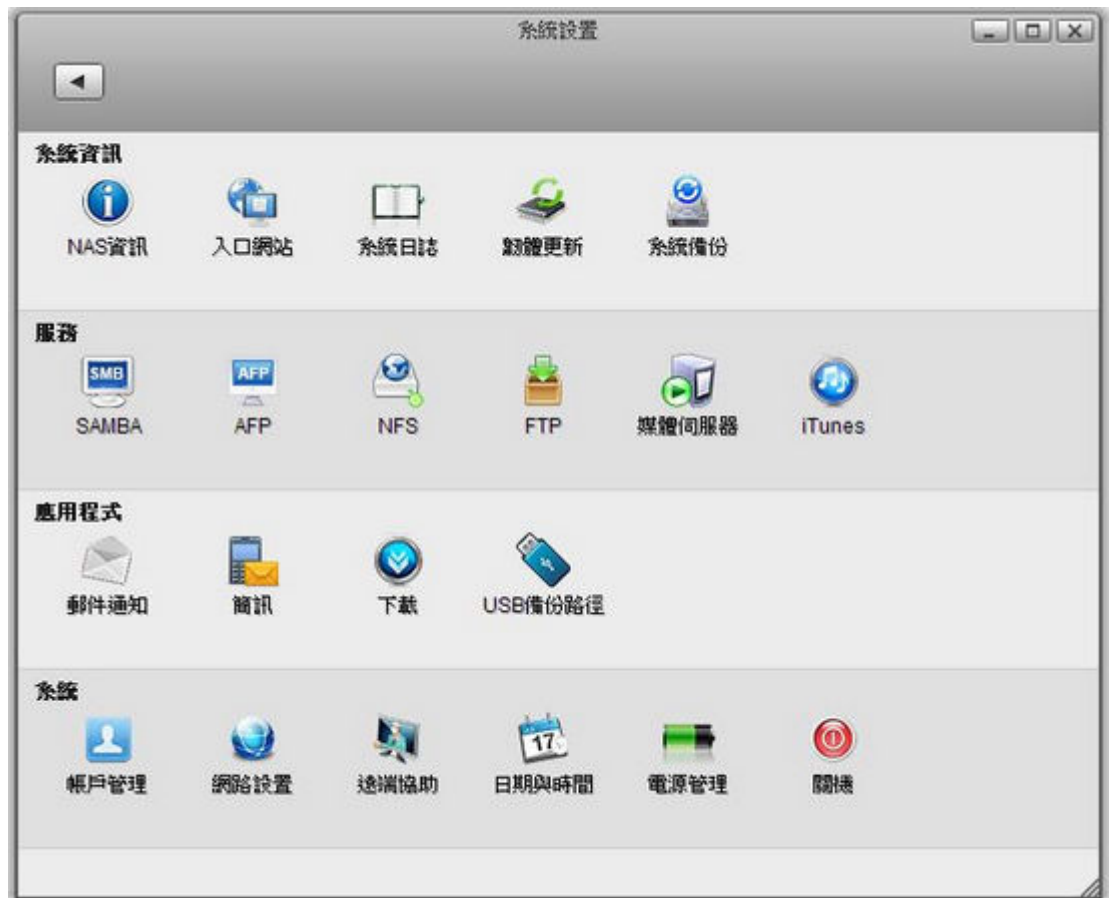 系統設置
系統資訊
NAS資訊 入口網站 系統日誌 韌體更新 系統備份
服務
SMB AFP
SAMBA AFP NFS FTP 媒體伺服器 iTunes
應用程式
郵件通知 簡訊 下載 USB備份路徑
系統
17
帳戶管理 網路設置 遠端協助 日期與時間 電源管理 關機